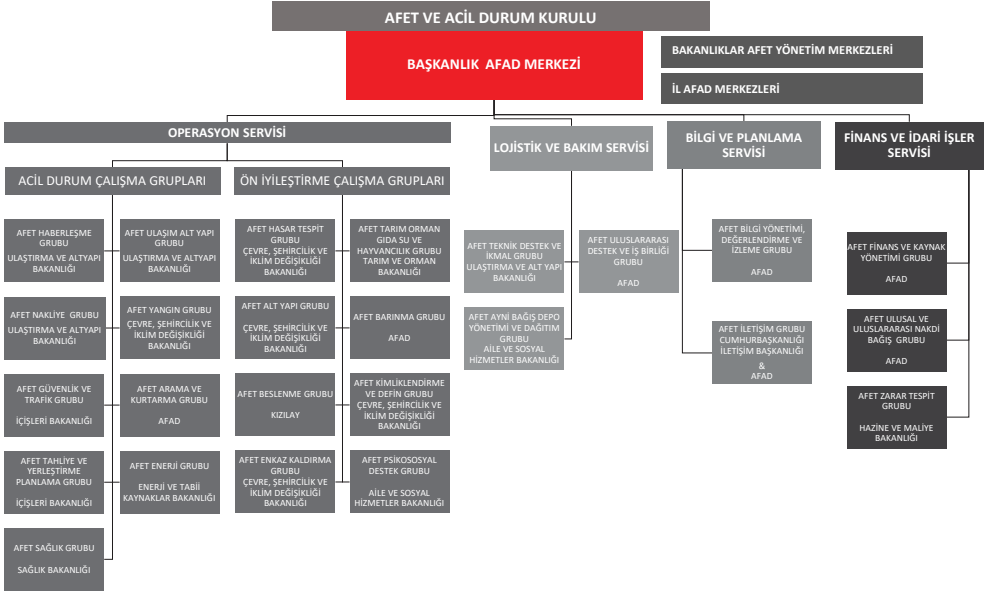 AFET VE ACİL DURUM KURULU
BAŞKANLIK AFAD MERKEZİ
BAKANLIKLAR AFET YÖNETİM MERKEZLERİ
İL AFAD MERKEZLERİ
OPERASYON SERVİSİ
ACİL DURUM ÇALIŞMA GRUPLARI
AFET HABERLEŞME
GRUBU
ULAŞTIRMA VE ALTYAPI
BAKANLIĞI
AFET ULAŞIM ALT YAPI
GRUBU
ULAŞTIRMA VE ALTYAPI
BAKANLIĞI
AFET NAKLİYE GRUBU
ULAŞTIRMA VE ALTYAPI
BAKANLIĞI
AFET YANGIN GRUBU
ÇEVRE, ŞEHİRCİLİK VE
İKLİM DEĞİŞİKLİĞİ
BAKANLIĞI
AFET GÜVENLİK VE
TRAFİK GRUBU
İÇİŞLERİ BAKANLIĞI
AFET ARAMA VE
KURTARMA GRUBU
AFAD
AFET TAHLİYE VE
YERLEŞTİRME
PLANLAMA GRUBU
İÇİŞLERİ BAKANLIĞI
AFET ENERJİ GRUBU
ENERJİ VE TABİİ
KAYNAKLAR BAKANLIĞI
AFET SAĞLIK GRUBU
SAĞLIK BAKANLIĞI
ÖN İYİLEŞTİRME ÇALIŞMA GRUPLARI
AFET HASAR TESPİT
GRUBU
ÇEVRE, ŞEHİRCİLİK VE
İKLİM DEĞİŞİKLİĞİ
BAKANLIĞI
AFET TARIM ORMAN
GIDA SU VE
HAYVANCILIK GRUBU
TARIM VE ORMAN
BAKANLIĞI
AFET ALT YAPI GRUBU
ÇEVRE, ŞEHİRCİLİK VE
İKLİM DEĞİŞİKLİĞİ
BAKANLIĞI
AFET BARINMA GRUBU
AFAD
AFET BESLENME GRUBU
KIZILAY
AFET KİMLİKLENDİRME
VE DEFİN GRUBU
ÇEVRE, ŞEHİRCİLİK VE
İKLİM DEĞİŞİKLİĞİ
BAKANLIĞI
AFET ENKAZ KALDIRMA
GRUBU
ÇEVRE, ŞEHİRCİLİK VE
İKLİM DEĞİŞİKLİĞİ
BAKANLIĞI
AFET PSİKOSOSYAL
DESTEK GRUBU
AİLE VE SOSYAL
HİZMETLER BAKANLIĞI
LOJİSTİK VE BAKIM SERVİSİ
AFET TEKNİK DESTEK VE
İKMAL GRUBU
ULAŞTIRMA VE ALT YAPI
BAKANLIĞI
AFET ULUSLARARASI
DESTEK VE İŞ BİRLİĞİ
GRUBU
AFAD
AFET AYNİ BAĞIŞ DEPO
YÖNETİMİ VE DAĞITIM
GRUBU
AİLE VE SOSYAL
HİZMETLER BAKANLIĞI
BİLGİ VE PLANLAMA
SERVİSİ
AFET BİLGİ YÖNETİMİ,
DEĞERLENDİRME VE
İZLEME GRUBU
AFAD
AFET İLETİŞİM GRUBU
CUMHURBAŞKANLIĞI
İLETİŞİM BAŞKANLIĞI
&
AFAD
FİNANS VE İDARİ İŞLER
SERVİSİ
AFET FİNANS VE KAYNAK
YÖNETİMİ GRUBU
AFAD
AFET ULUSAL VE
ULUSLARARASI NAKDİ
BAĞIŞ GRUBU
AFAD
AFET ZARAR TESPİT
GRUBU
HAZİNE VE MALİYE
BAKANLIĞI